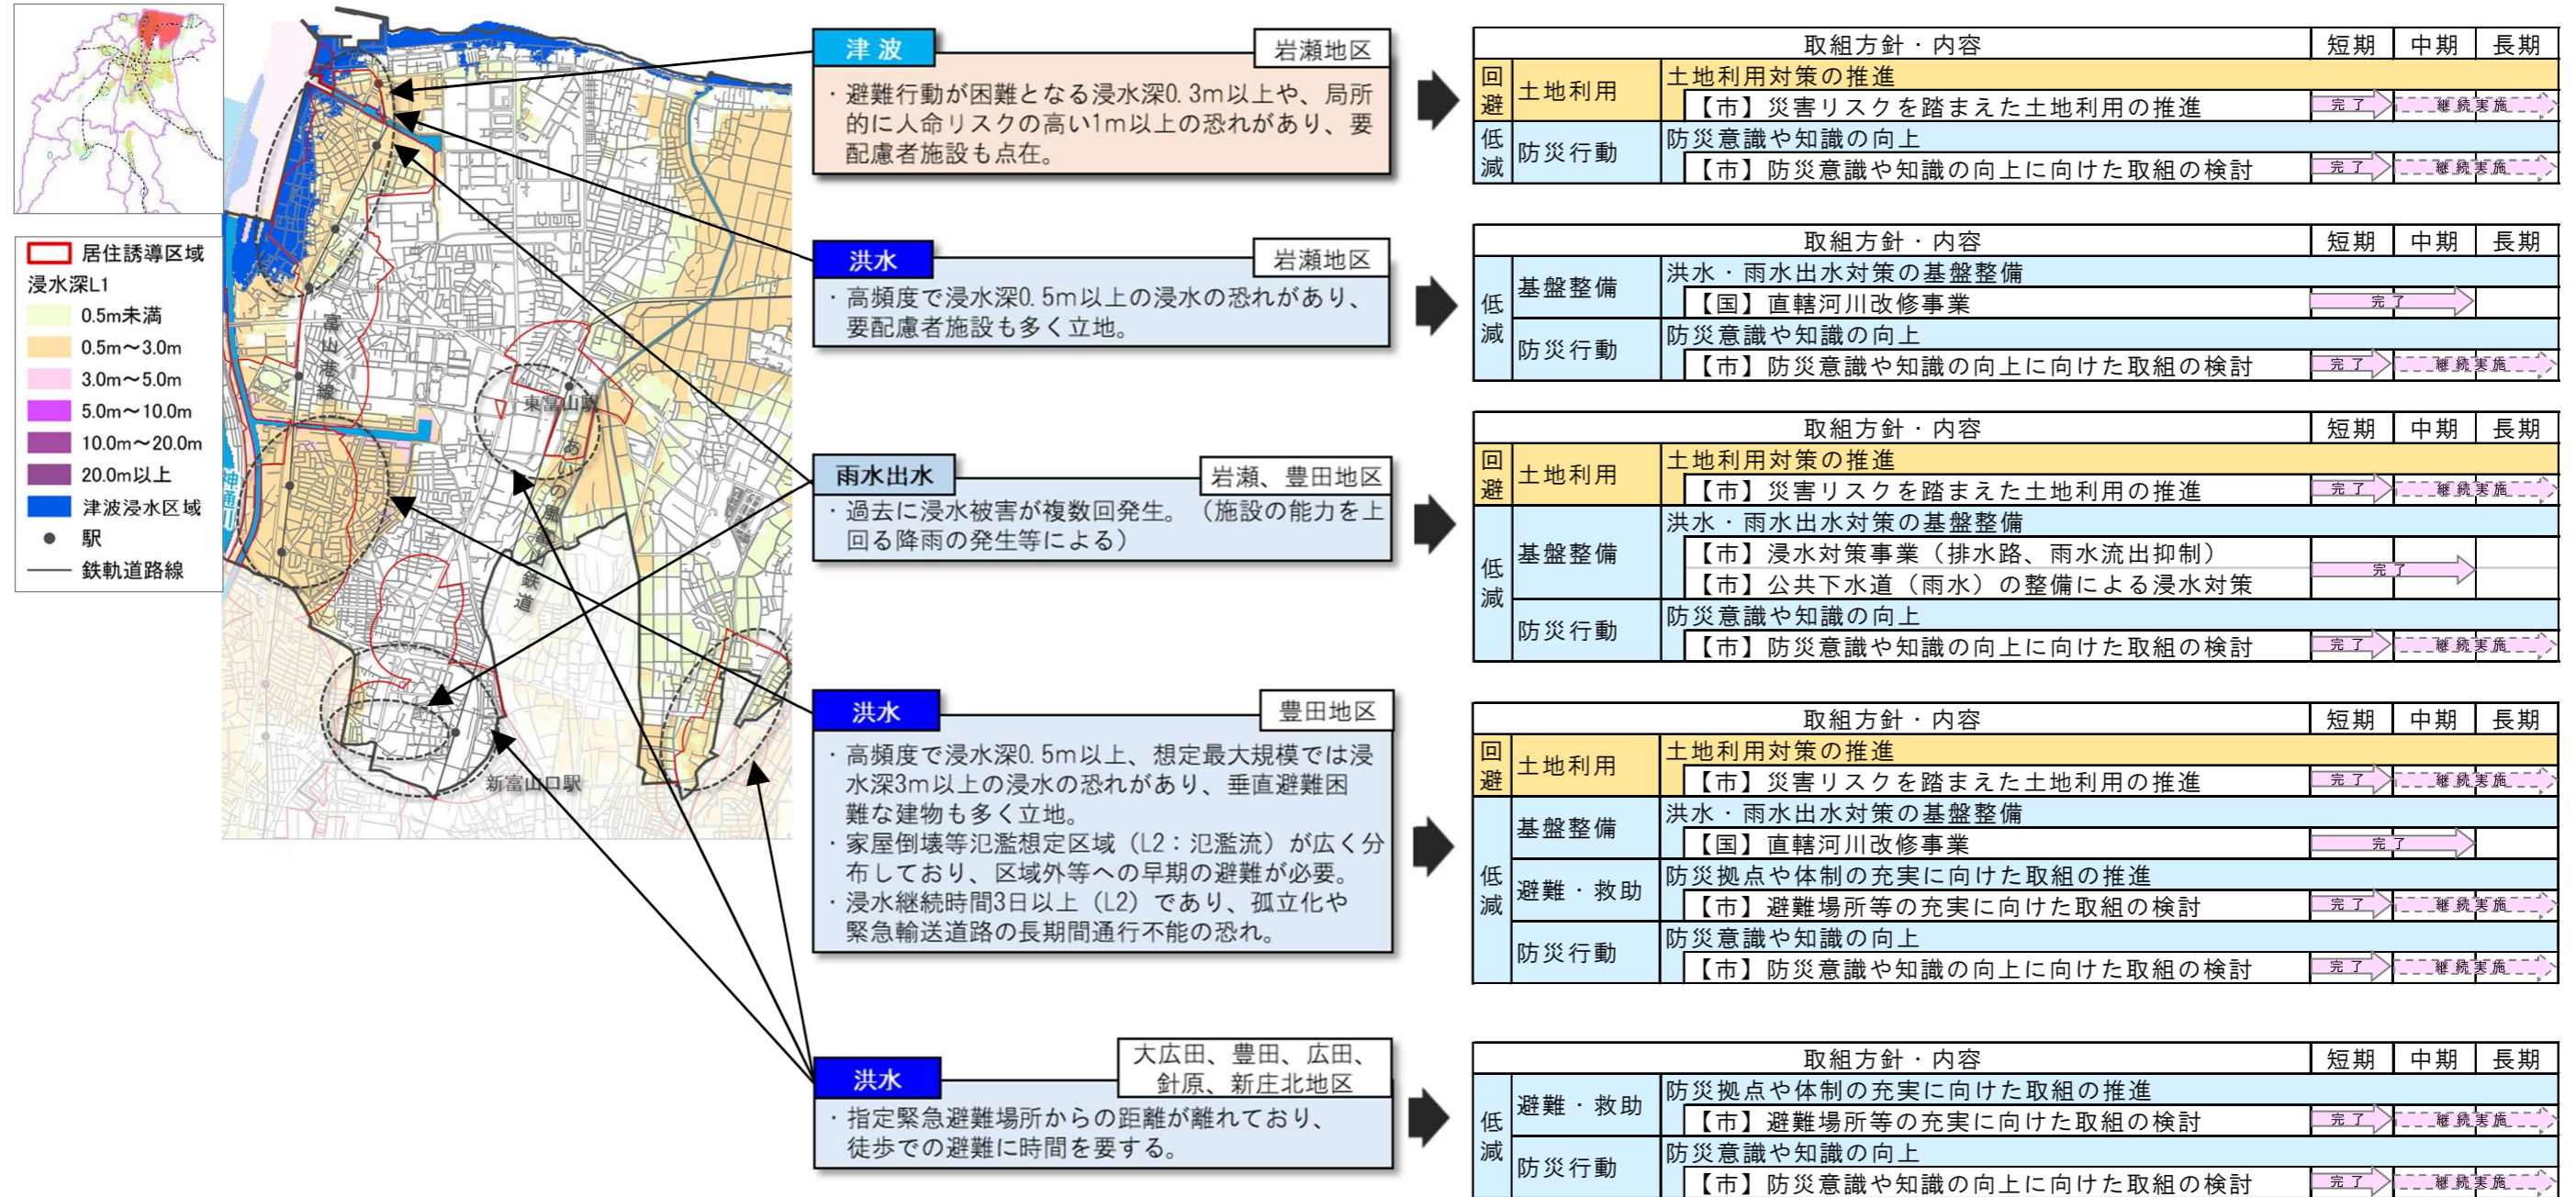 居住誘導区域
浸水深L1
0.5m未満
0.5m～3.0m
3.0m～5.0m
5.0m～10.0m
10.0m～20.0m
20.0m以上
津波浸水区域
駅
鉄軌道路線
富山港線
東富山駅
あいの風富山鉄道
神通川
新富山口駅
津波
岩瀬地区
・避難行動が困難となる浸水深0.3m以上や、局所
的に人命リスクの高い1m以上の恐れがあり、要
配慮者施設も点在。
取組方針・内容 短期 中期 長期
回避 土地利用 土地利用対策の推進
【市】災害リスクを踏まえた土地利用の推進 完了 継続実施
低減 防災行動 防災意識や知識の向上
【市】防災意識や知識の向上に向けた取組の検討 完了 継続実施
洪水
岩瀬地区
・高頻度で浸水深0.5m以上の浸水の恐れがあり、
要配慮者施設も多く立地。
取組方針・内容 短期 中期 長期
低減 基盤整備 洪水・雨水出水対策の基盤整備
【国】直轄河川改修事業 完了
防災行動 防災意識や知識の向上
【市】防災意識や知識の向上に向けた取組の検討 完了 継続実施
雨水出水
岩瀬、豊田地区
・過去に浸水被害が複数回発生。（施設の能力を上
回る降雨の発生等による）
取組方針・内容 短期 中期 長期
回避 土地利用 土地利用対策の推進
【市】災害リスクを踏まえた土地利用の推進 完了 継続実施
低減 基盤整備 洪水・雨水出水対策の基盤整備
【市】浸水対策事業（排水路、雨水流出抑制）
完了
【市】公共下水道（雨水）の整備による浸水対策
防災行動 防災意識や知識の向上
【市】防災意識や知識の向上に向けた取組の検討 完了 継続実施
洪水
豊田地区
・高頻度で浸水深0.5m以上、想定最大規模では浸
水深3m以上の浸水の恐れがあり、垂直避難困
難な建物も多く立地。
・家屋倒壊等氾濫想定区域（L2：氾濫流）が広く分
布しており、区域外等への早期の避難が必要。
・浸水継続時間3日以上（L2）であり、孤立化や
緊急輸送道路の長期間通行不能の恐れ。
取組方針・内容 短期 中期 長期
回避 土地利用 土地利用対策の推進
【市】災害リスクを踏まえた土地利用の推進 完了 継続実施
低減 基盤整備 洪水・雨水出水対策の基盤整備
【国】直轄河川改修事業 完了
避難・救助 防災拠点や体制の充実に向けた取組の推進
【市】避難場所等の充実に向けた取組の検討 完了 継続実施
防災行動 防災意識や知識の向上
【市】防災意識や知識の向上に向けた取組の検討 完了 継続実施
洪水
大広田、豊田、広田、
針原、新庄北地区
・指定緊急避難場所からの距離が離れており、
徒歩での避難に時間を要する。
取組方針・内容 短期 中期 長期
低減 避難・救助 防災拠点や体制の充実に向けた取組の推進
【市】避難場所等の充実に向けた取組の検討 完了 継続実施
防災行動 防災意識や知識の向上
【市】防災意識や知識の向上に向けた取組の検討 完了 継続実施